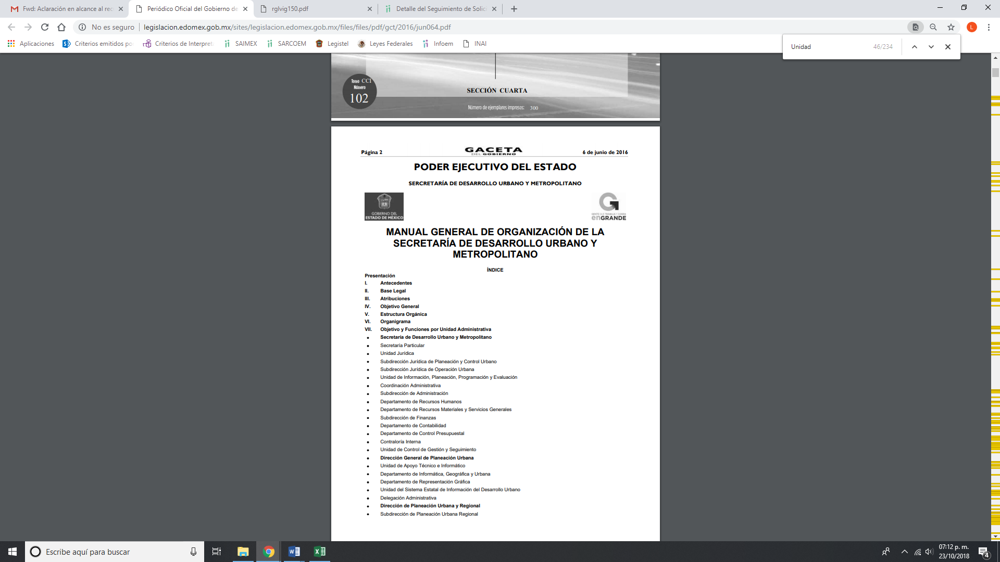 Fwd: Aclaración en alcance al rec
Periódico Oficial del Gobierno de
rglvig150.pdf
Detalle del Seguimiento de Solici
No es seguro
legislacion.edomex.gob.mx/sites/legislacion.edomex.gob.mx/files/files/pdf/gct/2016/jun064.pdf
L
Aplicaciones
Criterios emitidos po
Criterios de Interpreta
SAIMEX
SARCOEM
Legistel
Leyes Federales
Infoem
INAI
Unidad
46/234
Tomo CCI
Número
102
SECCIÓN CUARTA
Número de ejemplares impresos: 300
Página 2
GACETA
DEL GOBIERNO
6 de junio de 2016
PODER EJECUTIVO DEL ESTADO
SERCRETARÍA DE DESARROLLO URBANO Y METROPOLITANO
GOBIERNO DEL
ESTADO DE MÉXICO
GENTE QUE TRABAJA Y LOGRA
enGRANDE
MANUAL GENERAL DE ORGANIZACIÓN DE LA
SECRETARÍA DE DESARROLLO URBANO Y
METROPOLITANO
ÍNDICE
Presentación
I. Antecedentes
II. Base Legal
III. Atribuciones
IV. Objetivo General
V. Estructura Orgánica
VI. Organigrama
VII. Objetivo y Funciones por Unidad Administrativa
• Secretaría de Desarrollo Urbano y Metropolitano
• Secretaría Particular
• Unidad Jurídica
• Subdirección Jurídica de Planeación y Control Urbano
• Subdirección Jurídica de Operación Urbana
• Unidad de Información, Planeación, Programación y Evaluación
• Coordinación Administrativa
• Subdirección de Administración
• Departamento de Recursos Humanos
• Departamento de Recursos Materiales y Servicios Generales
• Subdirección de Finanzas
• Departamento de Contabilidad
• Departamento de Control Presupuestal
• Contraloría Interna
• Unidad de Control de Gestión y Seguimiento
• Dirección General de Planeación Urbana
• Unidad de Apoyo Técnico e Informático
• Departamento de Informática, Geográfica y Urbana
• Departamento de Representación Gráfica
• Unidad del Sistema Estatal de Información del Desarrollo Urbano
• Delegación Administrativa
• Dirección de Planeación Urbana y Regional
• Subdirección de Planeación Urbana Regional
Escribe aquí para buscar
07:12 p. m.
23/10/2018
4